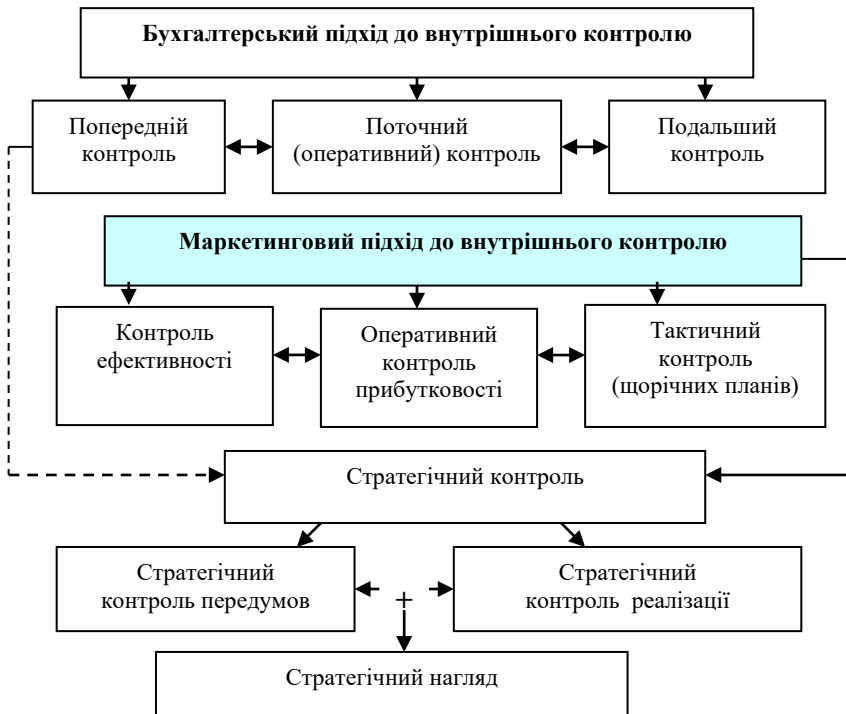 Бухгалтерський підхід до внутрішнього контролю
Попередній
контроль
Поточний
(оперативний) контроль
Подальший
контроль
Маркетинговий підхід до внутрішнього контролю
Контроль
ефективності
Оперативний
контроль
прибутковості
Тактичний
контроль
(щорічних планів)
Стратегічний контроль
Стратегічний
контроль передумов
+
Стратегічний
контроль реалізації
Стратегічний нагляд